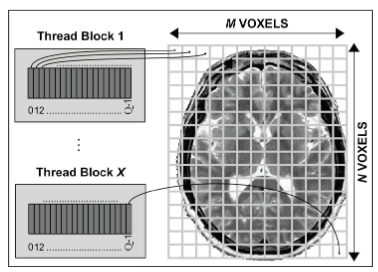 M VOXELS
Thread Block 1
012
N VOXELS
Thread Block X
012